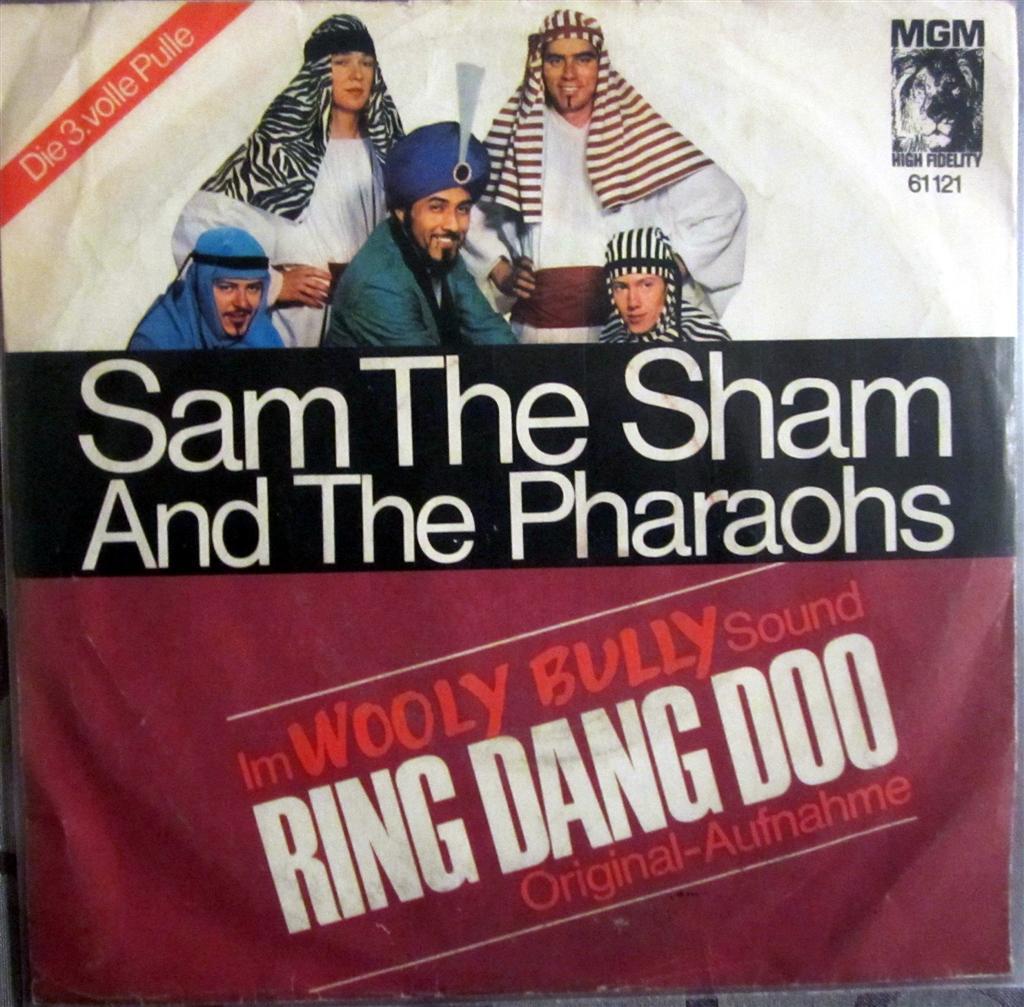 Die 3. volle Pulle
MGM
HIGH FIDELITY
61121
Sam The Sham
And The Pharaohs
Im WOOLY BULLY Sound
RING DANG DOO
Original-Aufnahme